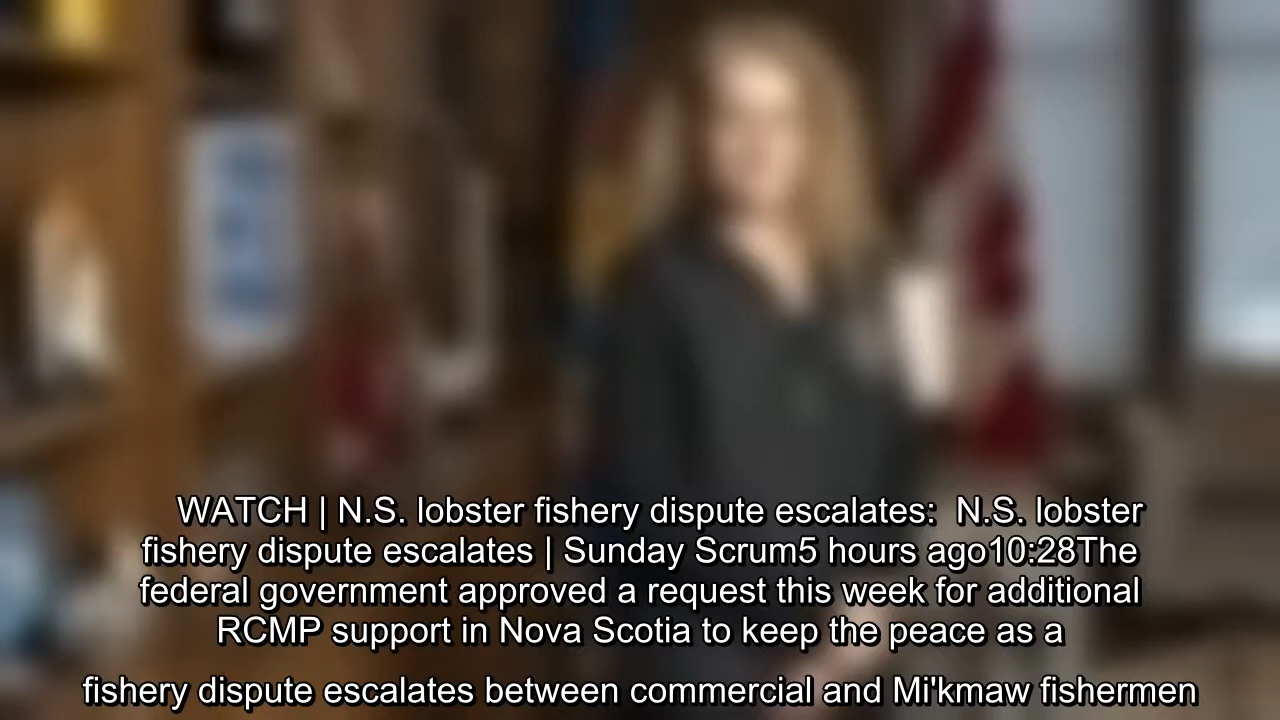 WATCH | N.S. lobster fishery dispute escalates:  N.S. lobster
fishery dispute escalates | Sunday Scrum5 hours ago10:28The
federal government approved a request this week for additional
RCMP support in Nova Scotia to keep the peace as a
fishery dispute escalates between commercial and Mi'kmaw fishermen